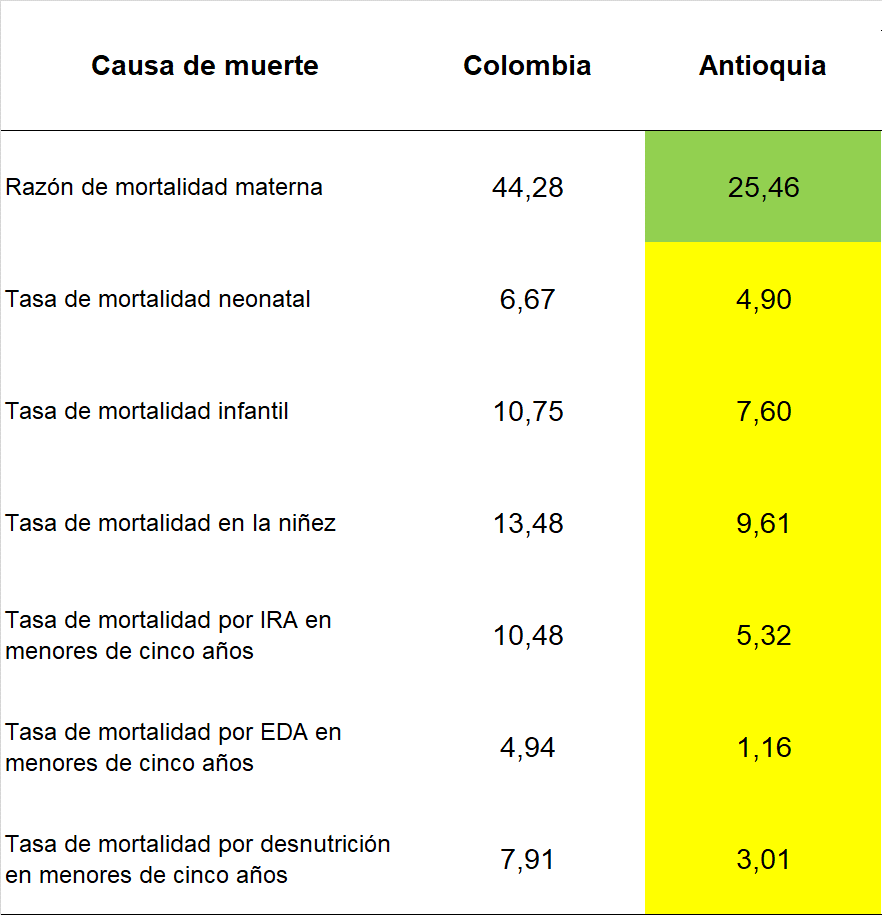 Causa de muerte Colombia Antioquia
Razón de mortalidad materna 44,28 25,46
Tasa de mortalidad neonatal 6,67 4,90
Tasa de mortalidad infantil 10,75 7,60
Tasa de mortalidad en la niñez 13,48 9,61
Tasa de mortalidad por IRA en
menores de cinco años 10,48 5,32
Tasa de mortalidad por EDA en
menores de cinco años 4,94 1,16
Tasa de mortalidad por desnutrición
en menores de cinco años 7,91 3,01